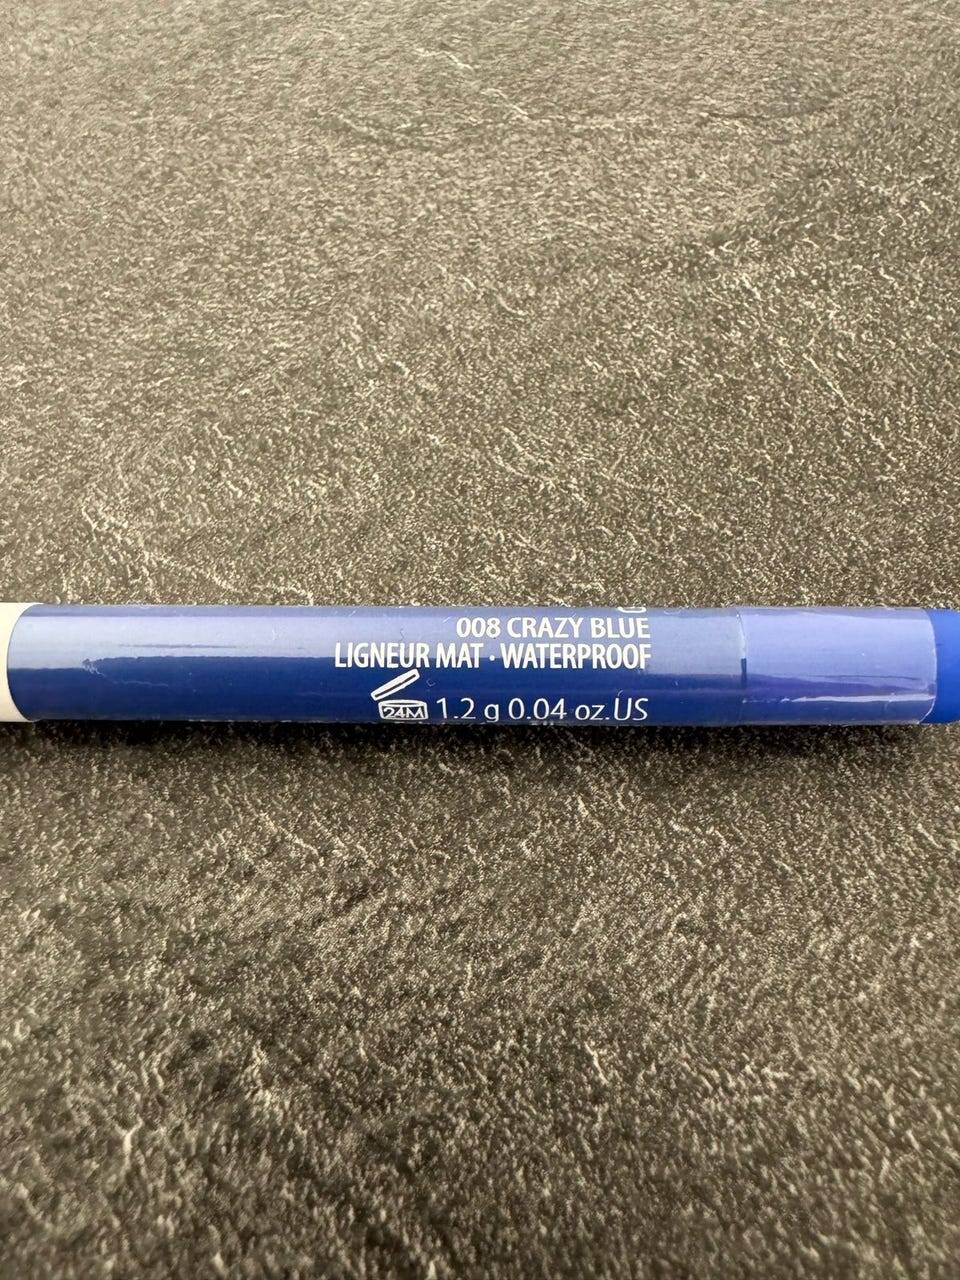 008 CRAZY BLUE
LIGNEUR MAT · WATERPROOF
24M 1.2 g 0.04 oz.US